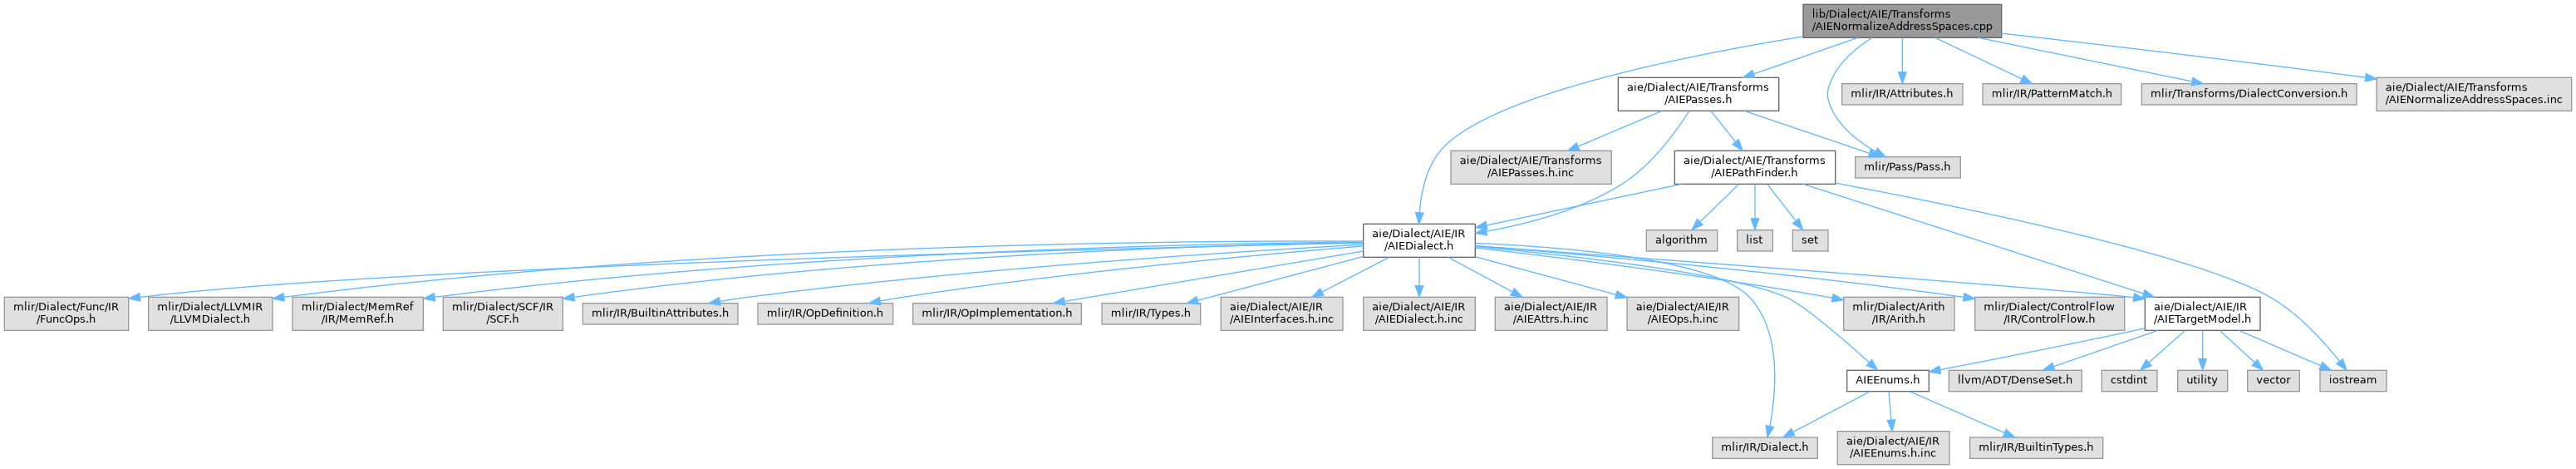 lib/Dialect/AIE/Transforms
/AIENormalizeAddressSpaces.cpp
aie/Dialect/AIE/Transforms
/AIEPasses.h
mlir/IR/Attributes.h
mlir/IR/PatternMatch.h
mlir/Transforms/DialectConversion.h
aie/Dialect/AIE/Transforms
/AIENormalizeAddressSpaces.inc
aie/Dialect/AIE/Transforms
/AIEPasses.h.inc
aie/Dialect/AIE/Transforms
/AIEPathFinder.h
mlir/Pass/Pass.h
aie/Dialect/AIE/IR
/AIEDialect.h
algorithm
list
set
mlir/Dialect/Func/IR
/FuncOps.h
mlir/Dialect/LLVMIR
/LLVMDialect.h
mlir/Dialect/MemRef
/IR/MemRef.h
mlir/Dialect/SCF/IR
/SCF.h
mlir/IR/BuiltinAttributes.h
mlir/IR/OpDefinition.h
mlir/IR/OpImplementation.h
mlir/IR/Types.h
aie/Dialect/AIE/IR
/AIEInterfaces.h.inc
aie/Dialect/AIE/IR
/AIEDialect.h.inc
aie/Dialect/AIE/IR
/AIEAttrs.h.inc
aie/Dialect/AIE/IR
/AIEOps.h.inc
mlir/Dialect/Arith
/IR/Arith.h
mlir/Dialect/ControlFlow
/IR/ControlFlow.h
aie/Dialect/AIE/IR
/AIETargetModel.h
AIEEnums.h
llvm/ADT/DenseSet.h
cstdint
utility
vector
iostream
mlir/IR/Dialect.h
aie/Dialect/AIE/IR
/AIEEnums.h.inc
mlir/IR/BuiltinTypes.h